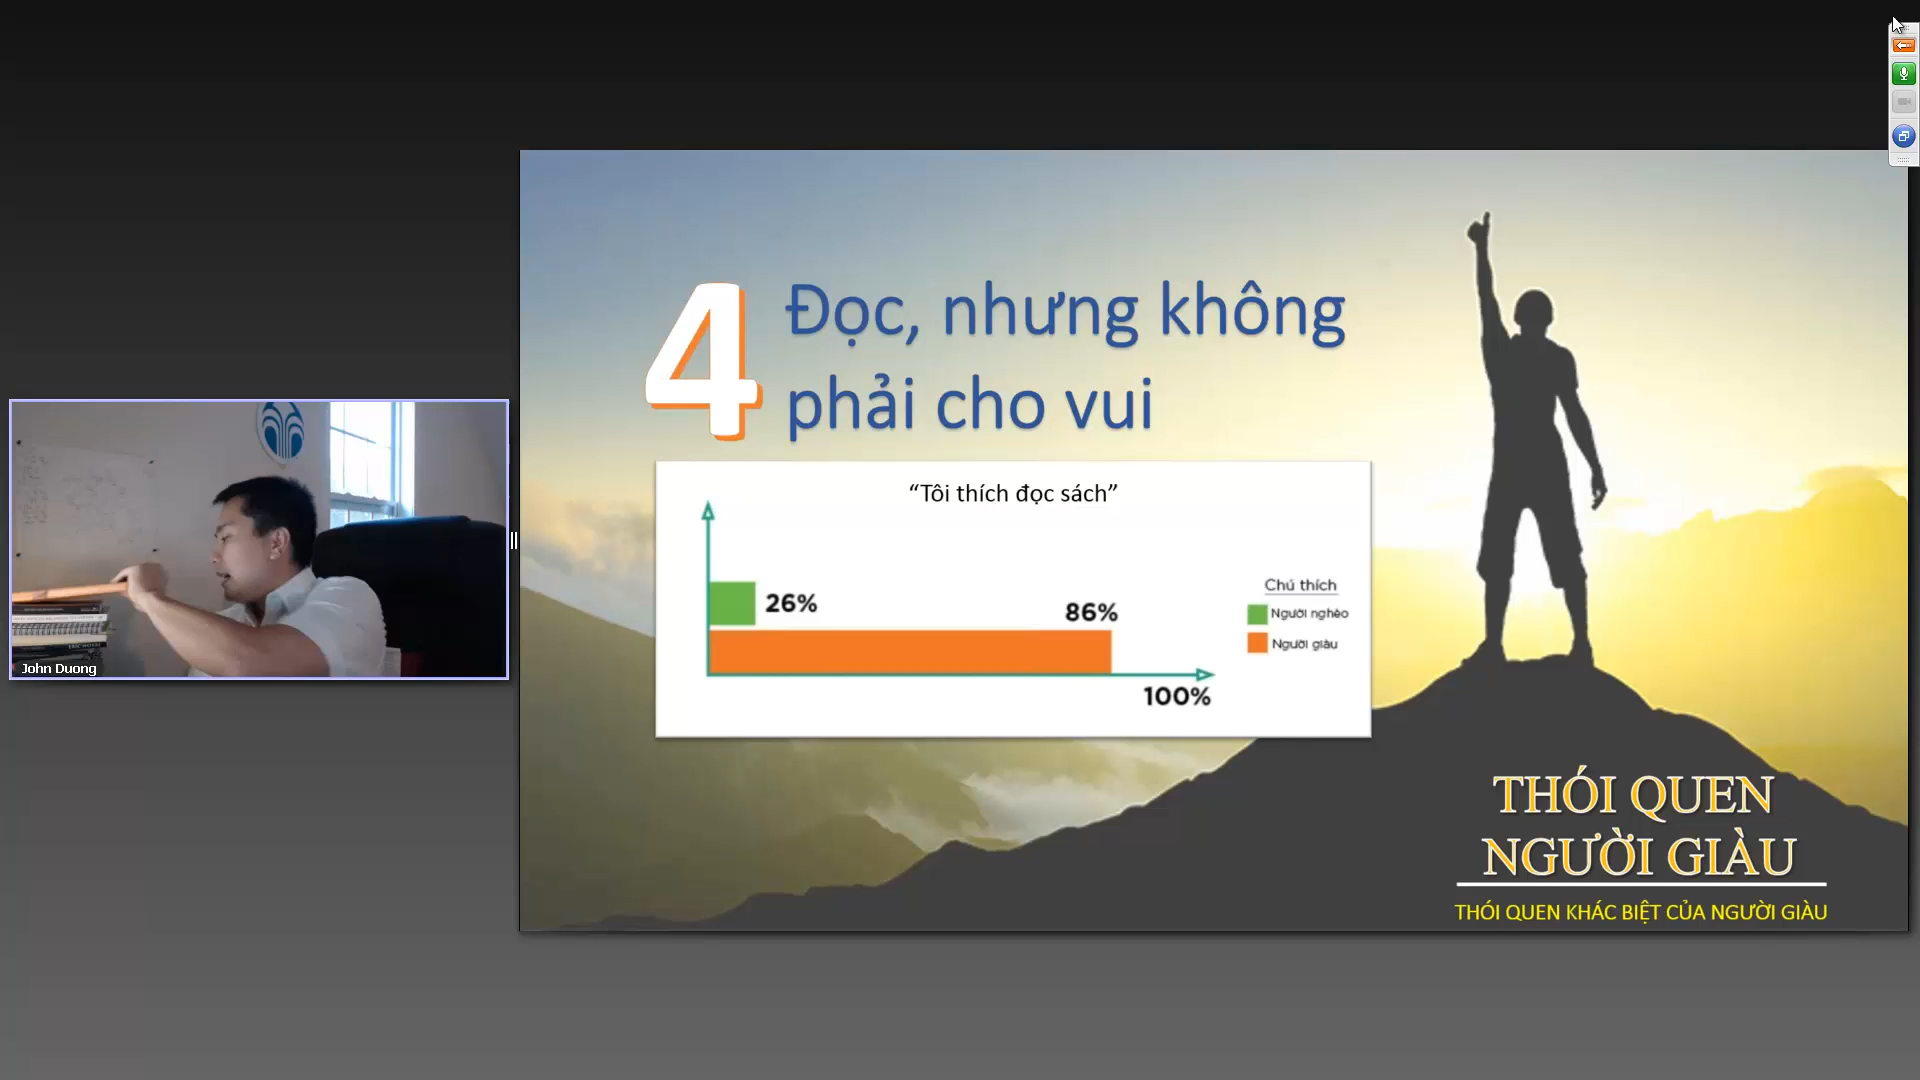 4
Đọc, nhưng không
phải cho vui
“Tôi thích đọc sách”
26%
86%
100%
Chú thích
Người nghèo
Người giàu
THÓI QUEN
NGƯỜI GIÀU
THÓI QUEN KHÁC BIỆT CỦA NGƯỜI GIÀU
John Duong